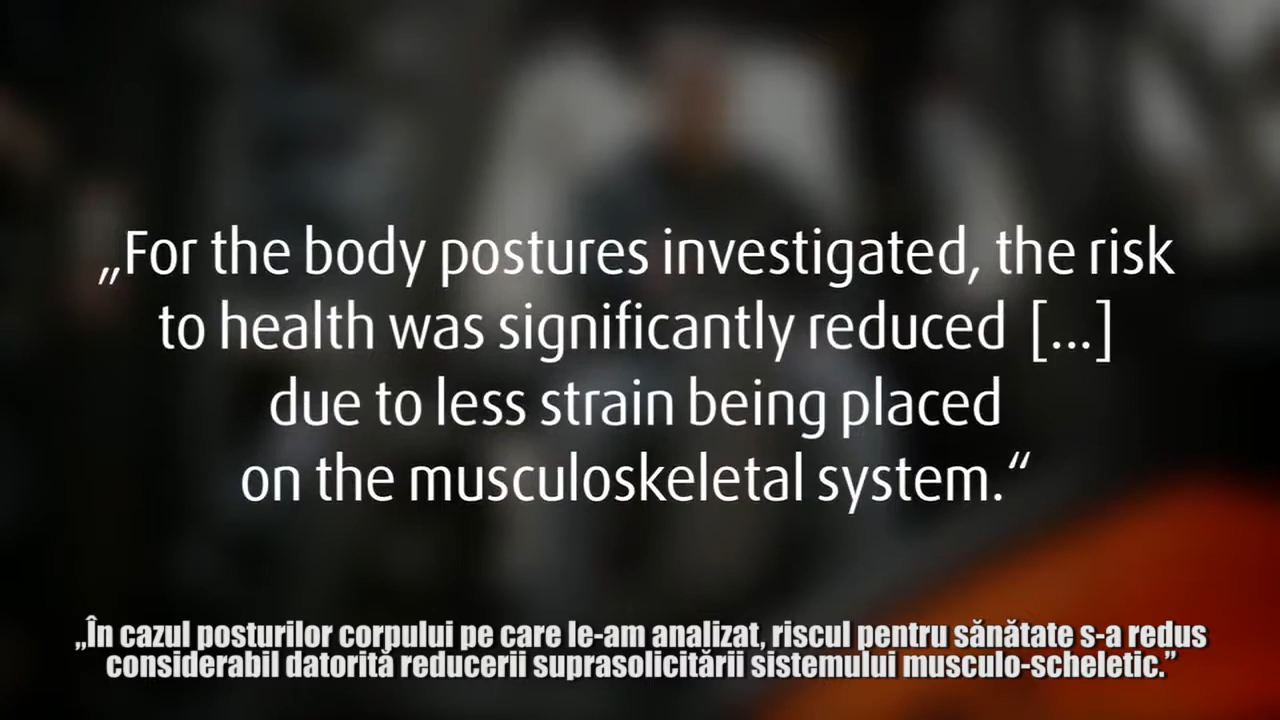 „For the body postures investigated, the risk
to health was significantly reduced [...]
due to less strain being placed
on the musculoskeletal system.“
„În cazul posturilor corpului pe care le-am analizat, riscul pentru sănătate s-a redus
considerabil datorită reducerii suprasolicitării sistemului musculo-scheletic.”